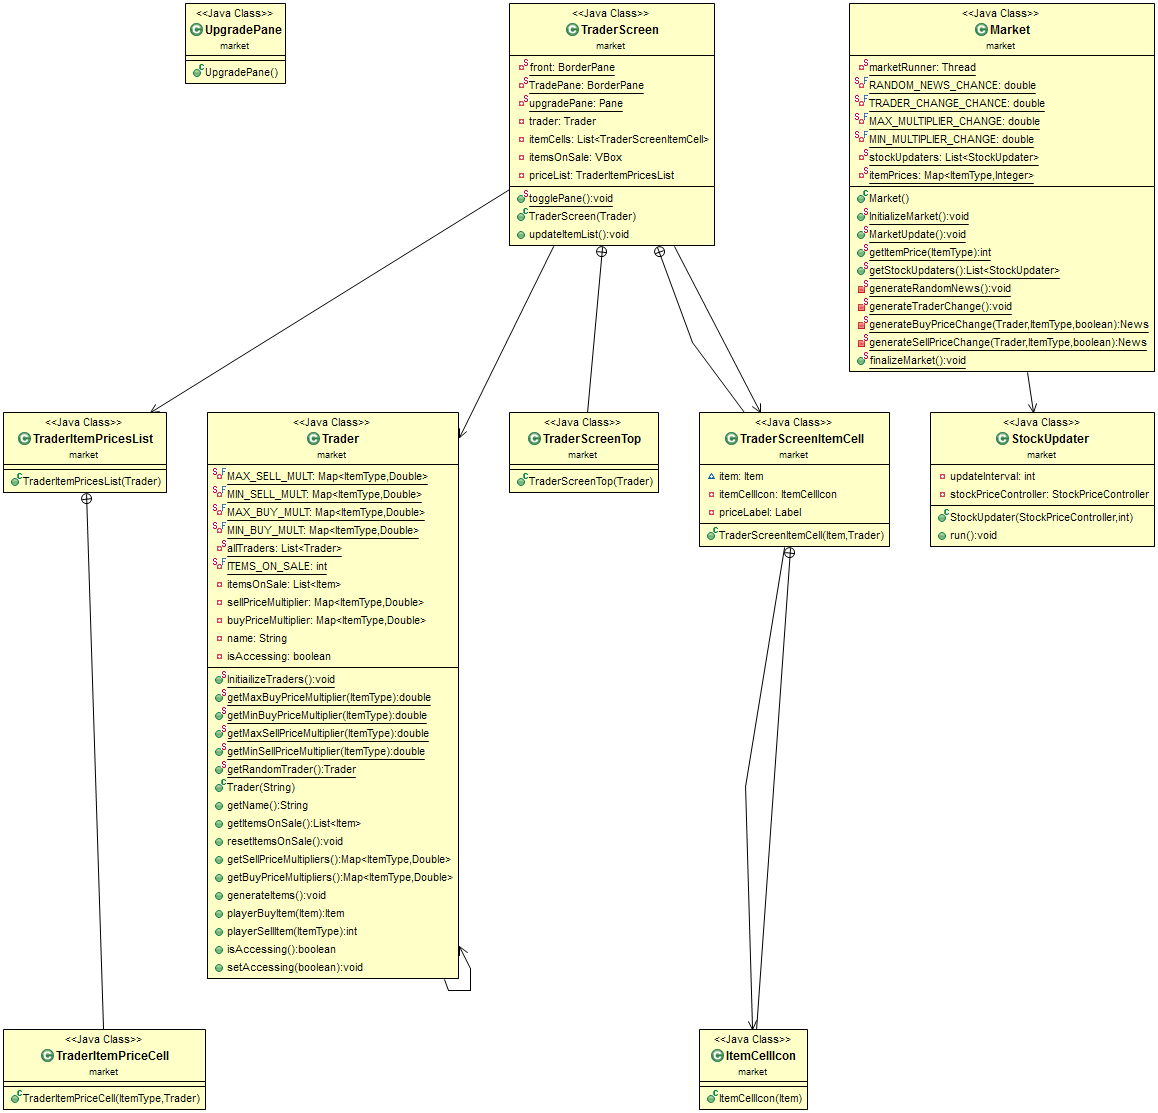 <<Java Class>>
UpgradePane
market
UpgradePane()
<<Java Class>>
TraderScreen
market
front: BorderPane
TradePane: BorderPane
upgradePane: Pane
trader: Trader
itemCells: List<TraderScreenItemCell>
itemsOnSale: VBox
priceList: TraderItemPricesList
togglePane():void
TraderScreen(Trader)
updateItemList():void
<<Java Class>>
Market
market
marketRunner: Thread
RANDOM_NEWS_CHANCE: double
TRADER_CHANGE_CHANCE: double
MAX_MULTIPLIER_CHANGE: double
MIN_MULTIPLIER_CHANGE: double
stockUpdaters: List<StockUpdater>
itemPrices: Map<ItemType,Integer>
Market()
InitializeMarket():void
MarketUpdate():void
getItemPrice(ItemType):int
getStockUpdaters():List<StockUpdater>
generateRandomNews():void
generateTraderChange():void
generateBuyPriceChange(Trader,ItemType,boolean):News
generateSellPriceChange(Trader,ItemType,boolean):News
finalizeMarket():void
<<Java Class>>
TraderItemPricesList
market
TraderItemPricesList(Trader)
<<Java Class>>
Trader
market
MAX_SELL_MULT: Map<ItemType,Double>
MIN_SELL_MULT: Map<ItemType,Double>
MAX_BUY_MULT: Map<ItemType,Double>
MIN_BUY_MULT: Map<ItemType,Double>
allTraders: List<Trader>
ITEMS_ON_SALE: int
itemsOnSale: List<Item>
sellPriceMultiplier: Map<ItemType,Double>
buyPriceMultiplier: Map<ItemType,Double>
name: String
isAccessing: boolean
InitiailizeTraders():void
getMaxBuyPriceMultiplier(ItemType):double
getMinBuyPriceMultiplier(ItemType):double
getMaxSellPriceMultiplier(ItemType):double
getMinSellPriceMultiplier(ItemType):double
getRandomTrader():Trader
Trader(String)
getName():String
getItemsOnSale():List<Item>
resetItemsOnSale():void
getSellPriceMultipliers():Map<ItemType,Double>
getBuyPriceMultipliers():Map<ItemType,Double>
generateItems():void
playerBuyItem(Item):Item
playerSellItem(ItemType):int
isAccessing():boolean
setAccessing(boolean):void
<<Java Class>>
TraderScreenTop
market
TraderScreenTop(Trader)
<<Java Class>>
TraderScreenItemCell
market
item: Item
itemCellIcon: ItemCellIcon
priceLabel: Label
TraderScreenItemCell(Item,Trader)
<<Java Class>>
StockUpdater
market
updateInterval: int
stockPriceController: StockPriceController
StockUpdater(StockPriceController,int)
run():void
<<Java Class>>
TraderItemPriceCell
market
TraderItemPriceCell(ItemType,Trader)
<<Java Class>>
ItemCellIcon
market
ItemCellIcon(Item)